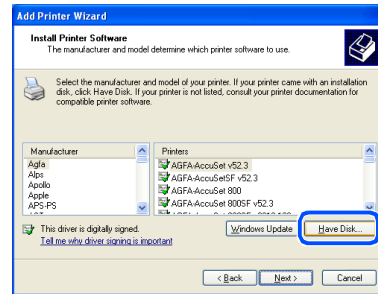 Add Printer Wizard
Install Printer Software
The manufacturer and model determine which printer software to use.
Select the manufacturer and model of your printer. If your printer came with an installation
disk, click Have Disk. If your printer is not listed, consult your printer documentation for
compatible printer software.
Manufacturer
Agfa
Alps
Apollo
Apple
APS-PS
Printers
AGFA-AccuSet v52.3
AGFA-AccuSetSF v52.3
AGFA-AccuSet 800
AGFA-AccuSet 800SF v52.3
This driver is digitally signed.
Tell me why driver signing is important
Windows Update
Have Disk...
< Back
Next >
Cancel